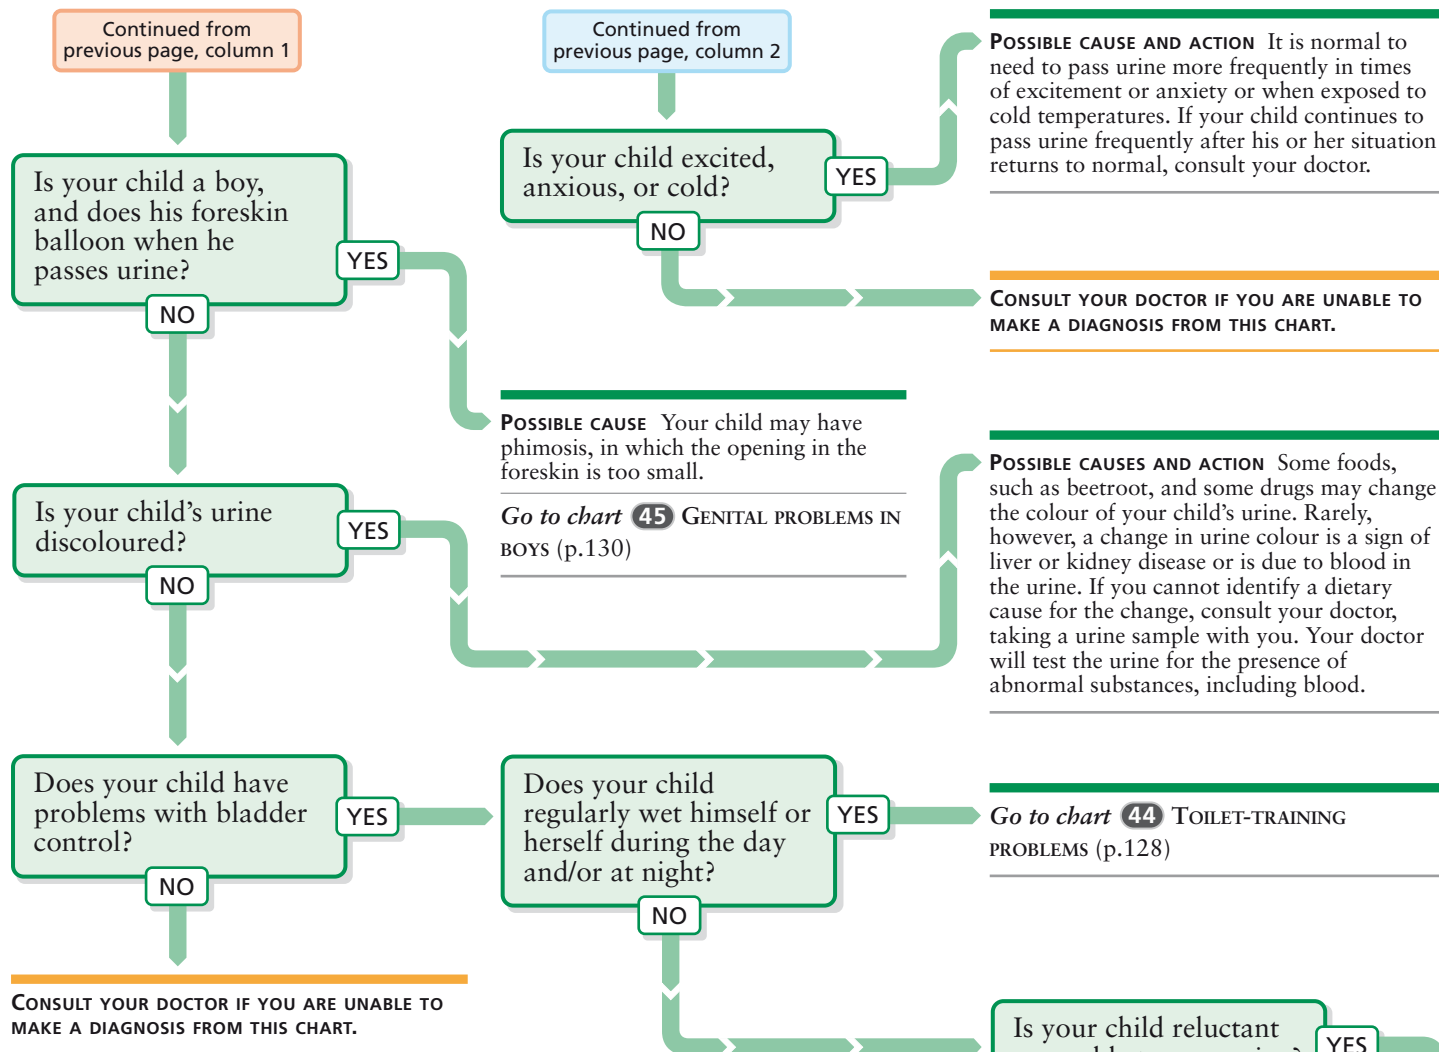 Continued from
previous page, column 1
Continued from
previous page, column 2
POSSIBLE CAUSE AND ACTION It is normal to
need to pass urine more frequently in times
of excitement or anxiety or when exposed to
cold temperatures. If your child continues to
pass urine frequently after his or her situation
returns to normal, consult your doctor.
Is your child excited,
anxious, or cold?
YES
NO
Is your child a boy,
and does his foreskin
balloon when he
passes urine?
YES
NO
CONSULT YOUR DOCTOR IF YOU ARE UNABLE TO
MAKE A DIAGNOSIS FROM THIS CHART.
POSSIBLE CAUSE Your child may have
phimosis, in which the opening in the
foreskin is too small.
Go to chart 45 GENITAL PROBLEMS IN
BOYS (p.130)
Is your child's urine
discoloured?
YES
NO
POSSIBLE CAUSES AND ACTION Some foods,
such as beetroot, and some drugs may change
the colour of your child's urine. Rarely,
however, a change in urine colour is a sign of
liver or kidney disease or is due to blood in
the urine. If you cannot identify a dietary
cause for the change, consult your doctor,
taking a urine sample with you. Your doctor
will test the urine for the presence of
abnormal substances, including blood.
Does your child have
problems with bladder
control?
YES
NO
Does your child
regularly wet himself or
herself during the day
and/or at night?
YES
NO
Go to chart 44 TOILET-TRAINING
PROBLEMS (p.128)
CONSULT YOUR DOCTOR IF YOU ARE UNABLE TO
MAKE A DIAGNOSIS FROM THIS CHART.
Is your child reluctant
YES